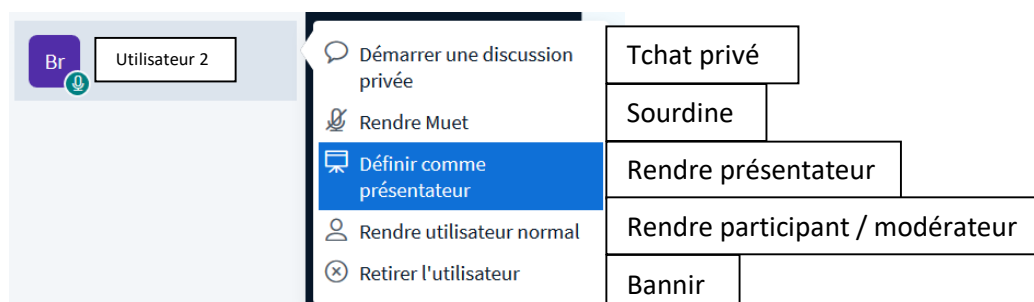 Br
Utilisateur 2
Démarrer une discussion
privée
Tchat privé
Rendre Muet
Sourdine
Définir comme
présentateur
Rendre présentateur
Rendre utilisateur normal
Rendre participant / modérateur
Retirer l'utilisateur
Bannir